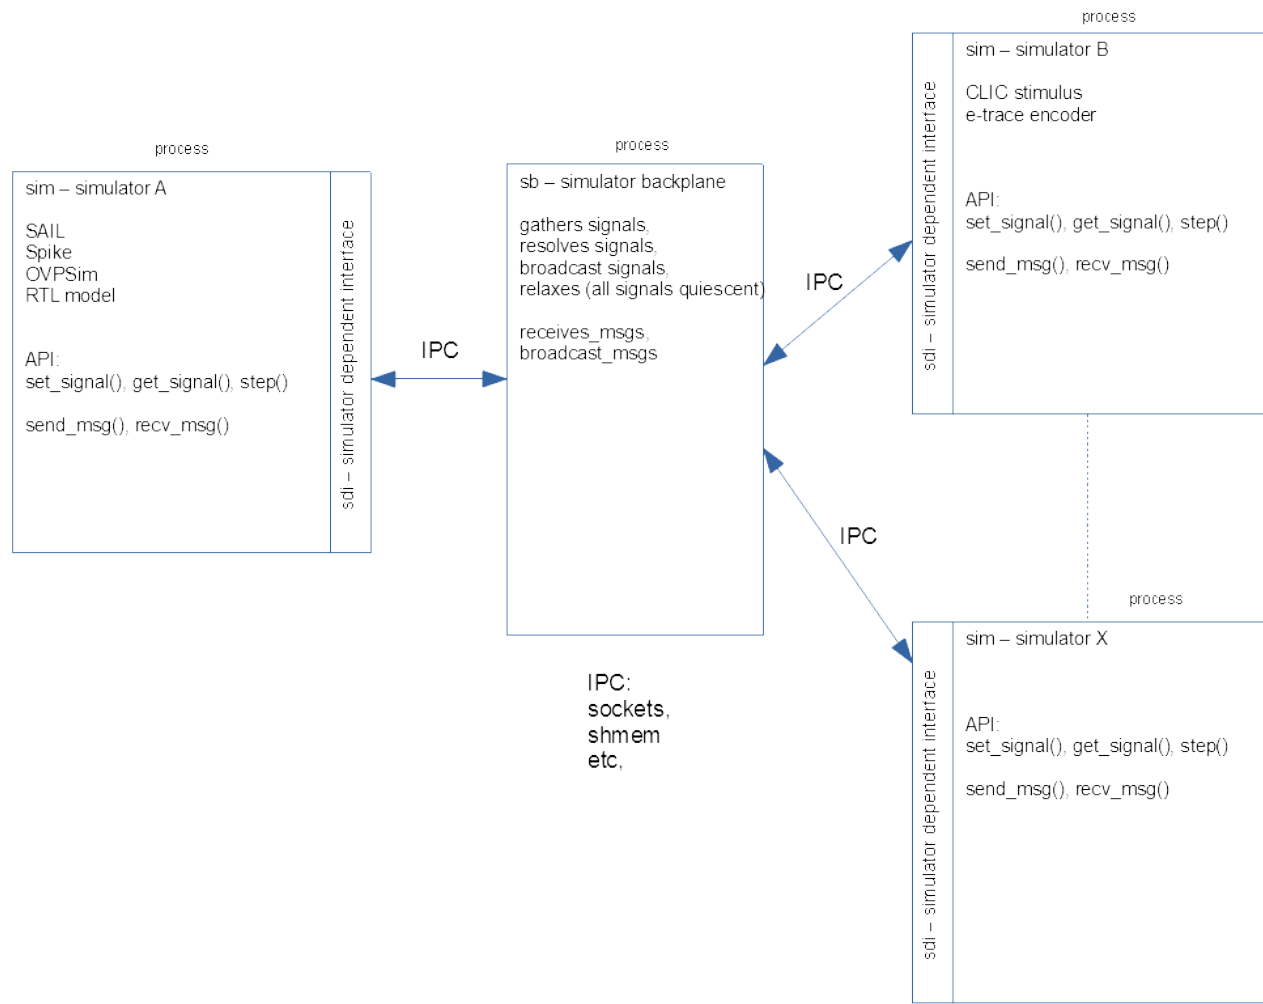 process
sim – simulator A
SAIL
Spike
OVPSim
RTL model
API:
set_signal(), get_signal(), step()
send_msg(), recv_msg()
sdi – simulator dependent interface
IPC
process
sb – simulator backplane
gathers signals,
resolves signals,
broadcast signals,
relaxes (all signals quiescent)
receives_msgs,
broadcast_msgs
IPC:
sockets,
shmem
etc,
IPC
IPC
process
sdi – simulator dependent interface
sim – simulator B
CLIC stimulus
e-trace encoder
API:
set_signal(), get_signal(), step()
send_msg(), recv_msg()
process
sdi – simulator dependent interface
sim – simulator X
API:
set_signal(), get_signal(), step()
send_msg(), recv_msg()